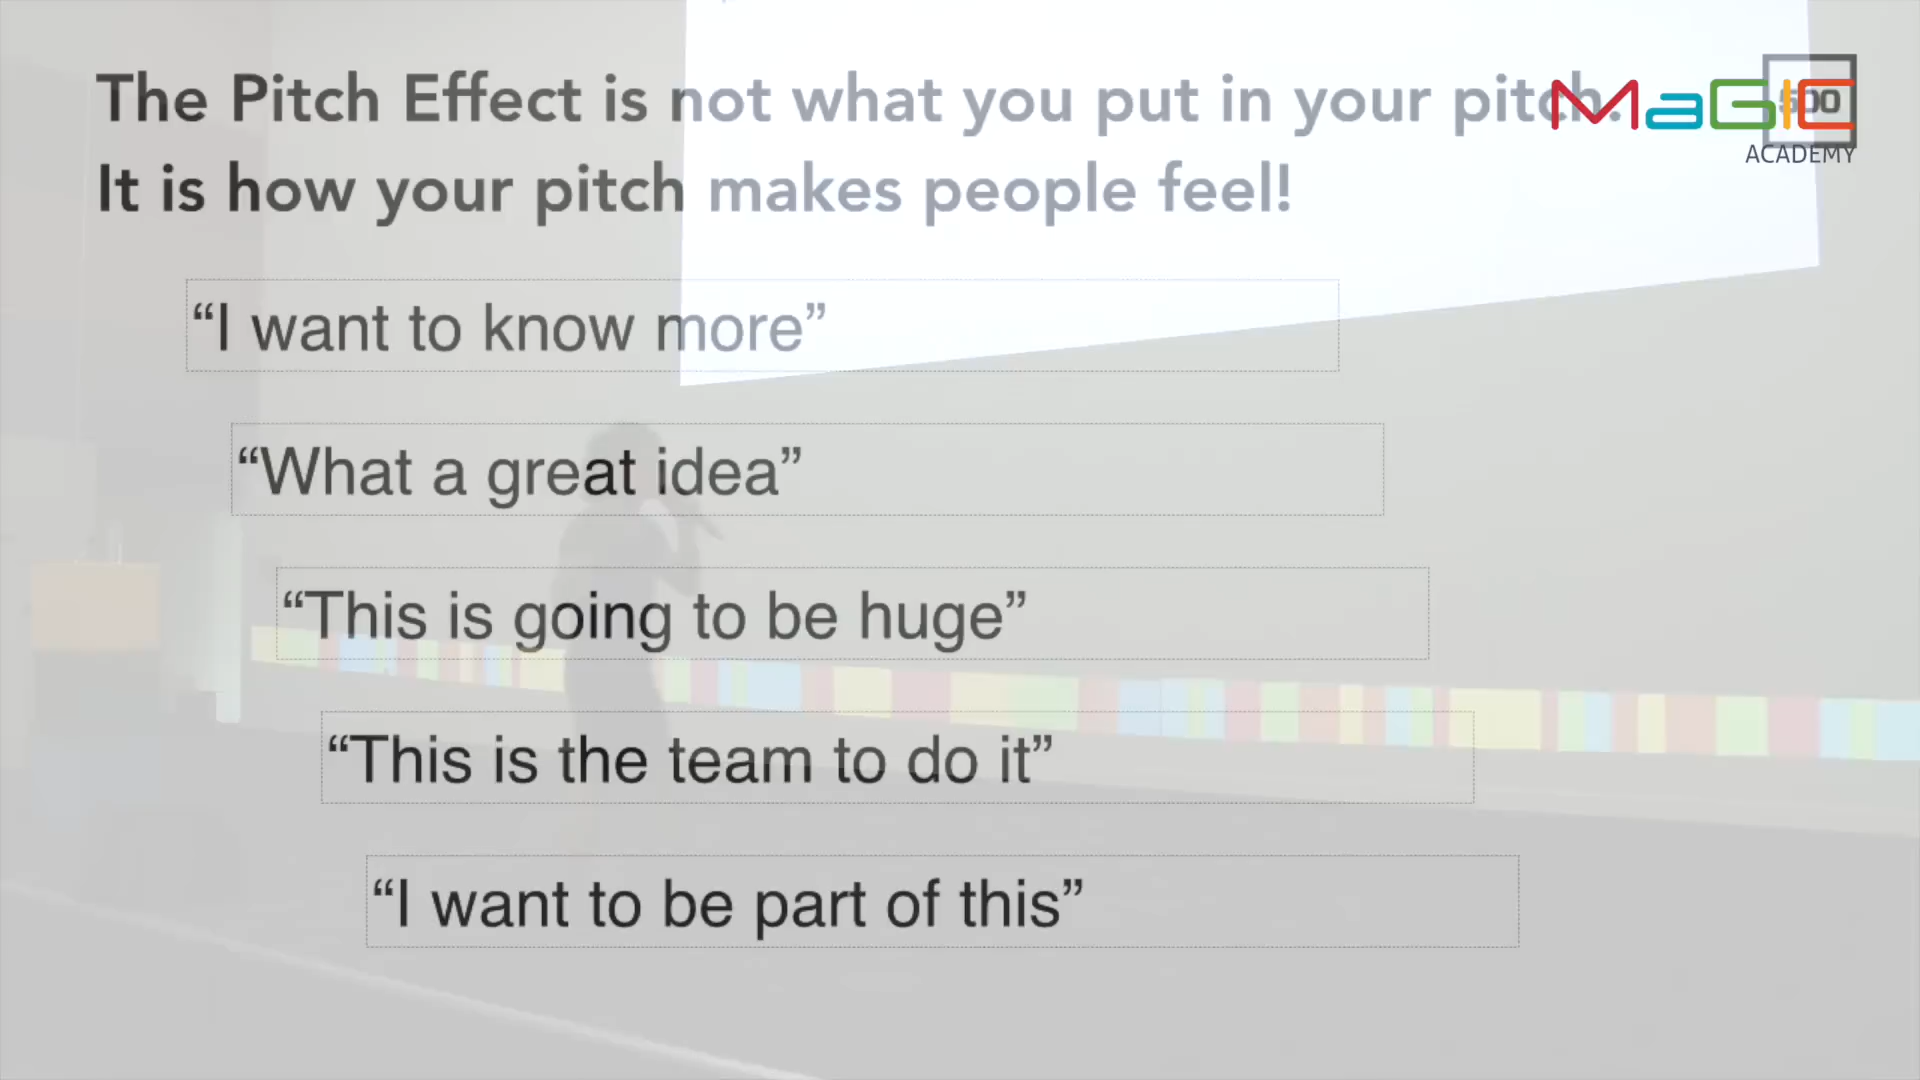 The Pitch Effect is not what you put in your pitch.
It is how your pitch makes people feel!
MaGIC
500
ACADEMY
“I want to know more”
“What a great idea”
“This is going to be huge”
“This is the team to do it”
“I want to be part of this”